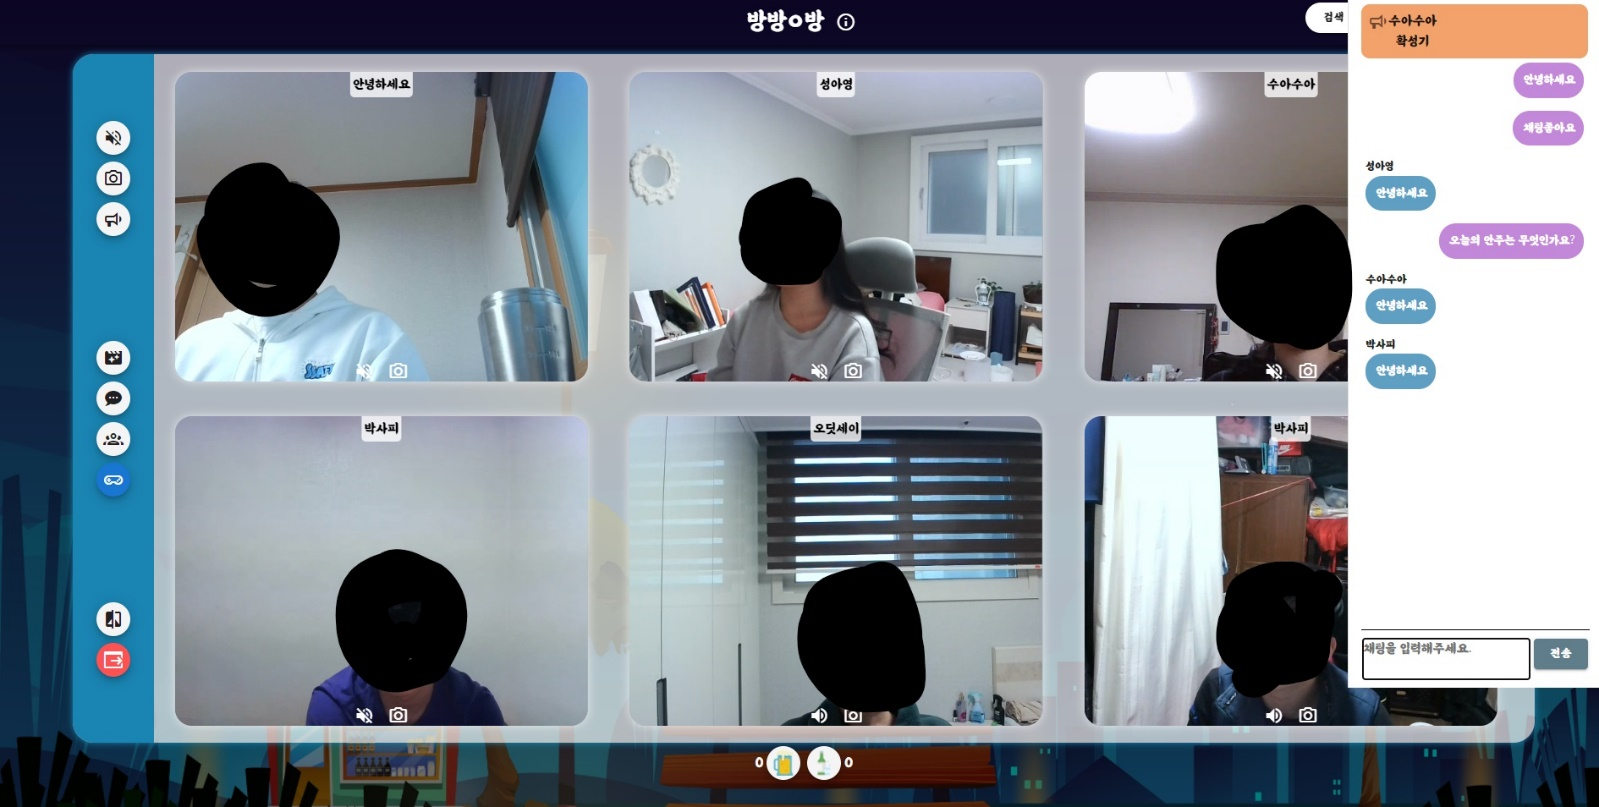 방방o방
검색
안녕하세요
성아영
수아수아
박사피
오딧세이
박사피
0
0
수아수아
확성기
안녕하세요
채팅좋아요
성아영
안녕하세요
오늘의 안주는 무엇인가요?
수아수아
안녕하세요
박사피
안녕하세요
채팅을 입력해주세요.
전송